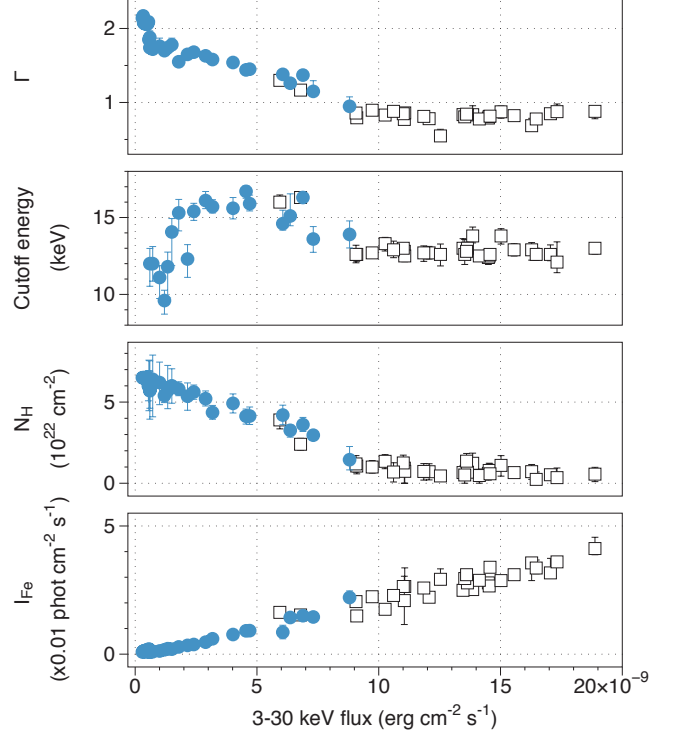 2
1
Γ
15
10
Cutoff energy
(keV)
5
0
N_H
(10^22 cm^-2)
5
0
I_Fe
(x0.01 phot cm^-2 s^-1)
0 5 10 15 20×10^−9
3-30 keV flux (erg cm^-2 s^-1)